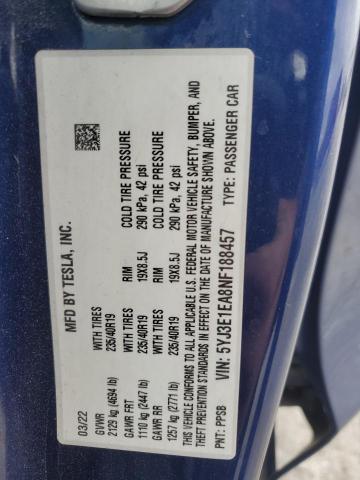 MFD BY TESLA, INC.
03/22
GVWR WITH TIRES RIM COLD TIRE PRESSURE
2129 kg (4694 lb) 235/40R19 19X8.5J 290 kPa, 42 psi
GAWR FRT WITH TIRES RIM COLD TIRE PRESSURE
1110 kg (2447 lb) 235/40R19 19X8.5J 290 kPa, 42 psi
GAWR RR
1257 kg (2771 lb)
THIS VEHICLE CONFORMS TO ALL APPLICABLE U.S. FEDERAL MOTOR VEHICLE SAFETY, BUMPER, AND
THEFT PREVENTION STANDARDS IN EFFECT ON THE DATE OF MANUFACTURE SHOWN ABOVE.
VIN: 5YJ3E1EA8NF188457 TYPE: PASSENGER CAR
PNT: PPSB